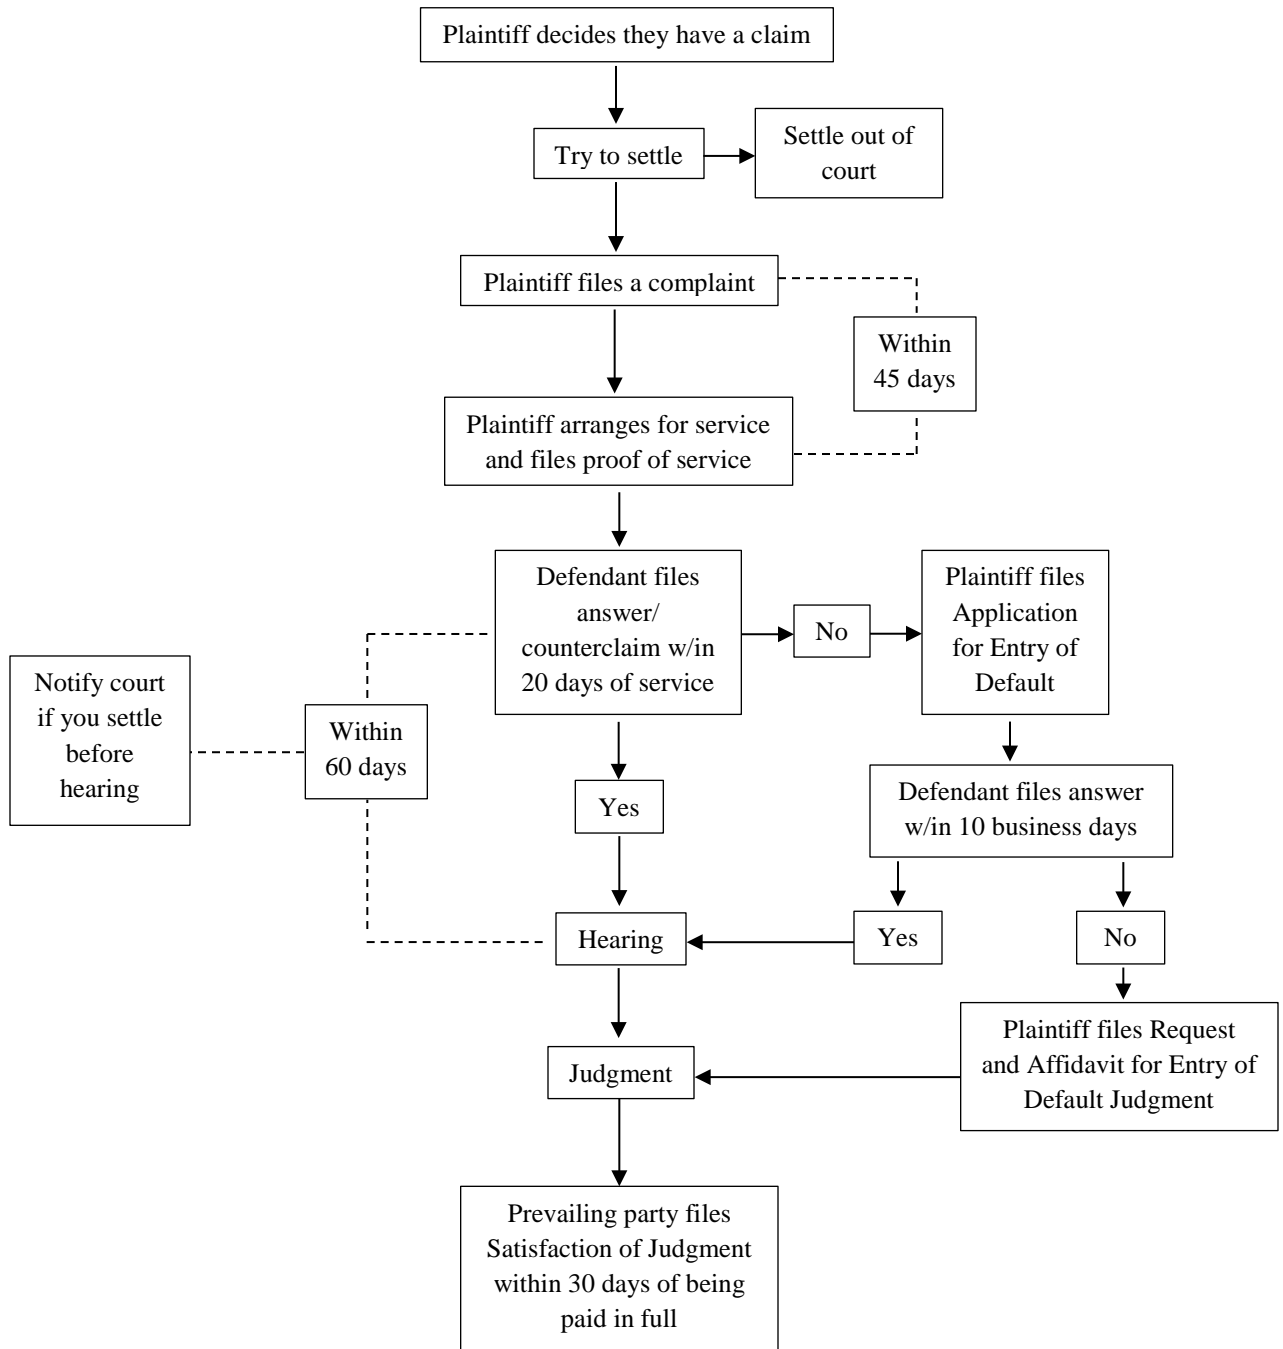 Plaintiff decides they have a claim
Try to settle
Settle out of
court
Plaintiff files a complaint
Within
45 days
Plaintiff arranges for service
and files proof of service
Defendant files
answer/
counterclaim w/in
20 days of service
No
Plaintiff files
Application
for Entry of
Default
Notify court
if you settle
before
hearing
Within
60 days
Yes
Defendant files answer
w/in 10 business days
Hearing
Yes
No
Judgment
Plaintiff files Request
and Affidavit for Entry of
Default Judgment
Prevailing party files
Satisfaction of Judgment
within 30 days of being
paid in full